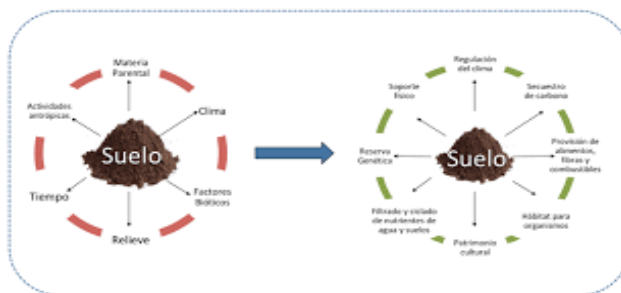 Materia
Parental
Clima
Factores
Bióticos
Relieve
Tiempo
Actividades
antrópicas
Suelo
Regulación
del clima
Secuestro
de carbono
Provisión de
alimentos,
fibras y
combustibles
Hábitat para
organismos
Patrimonio
cultural
Filtrado y ciclado
de nutrientes de
agua y suelos
Reserva
Genética
Soporte
físico
Suelo